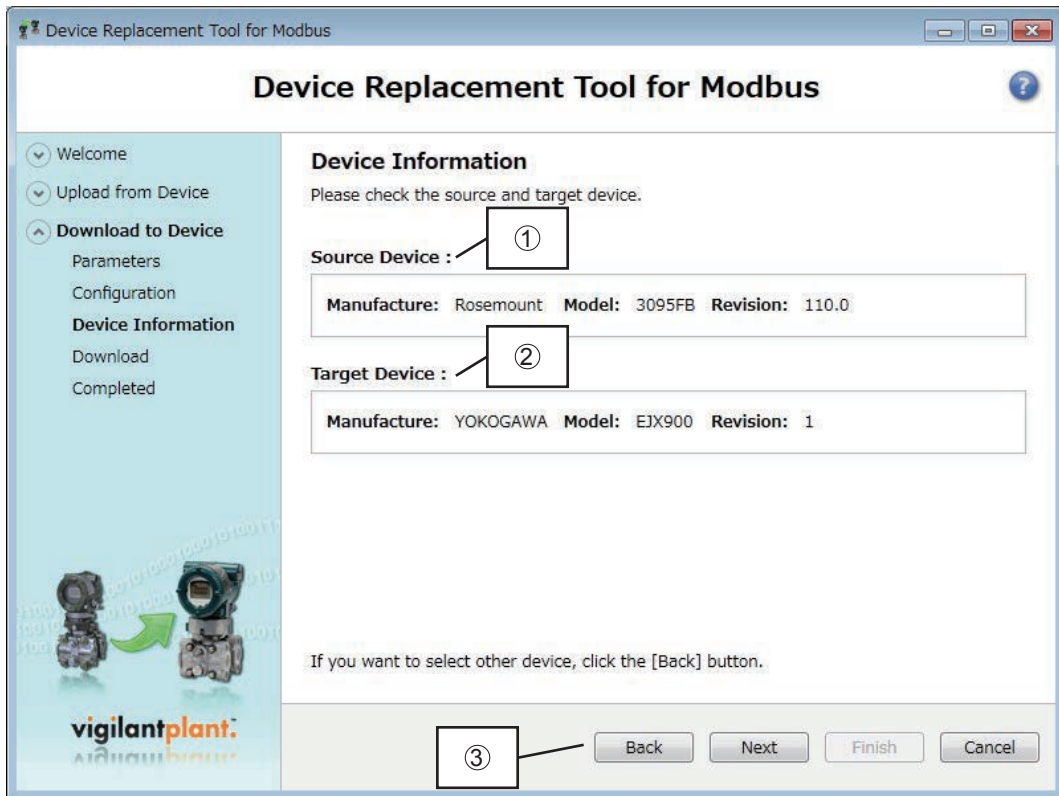 Device Replacement Tool for Modbus
Device Replacement Tool for Modbus
?
Welcome
Upload from Device
Download to Device
Parameters
Configuration
Device Information
Download
Completed
vigilantplant.
Device Information
Please check the source and target device.
①
Source Device :
Manufacture: Rosemount Model: 3095FB Revision: 110.0
②
Target Device :
Manufacture: YOKOGAWA Model: EJX900 Revision: 1
If you want to select other device, click the [Back] button.
③
Back Next Finish Cancel